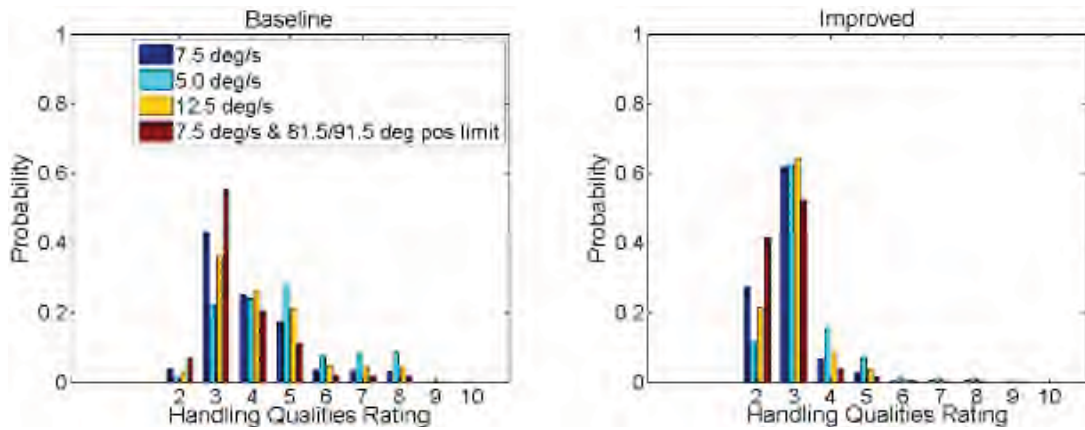 Baseline
1
0.8
0.6
0.4
0.2
0
Probability
7.5 deg/s
5.0 deg/s
12.5 deg/s
7.5 deg/s & 81.5/91.5 deg pos limit
2 3 4 5 6 7 8 9 10
Handling Qualities Rating
Improved
1
0.8
0.6
0.4
0.2
0
Probability
2 3 4 5 6 7 8 9 10
Handling Qualities Rating